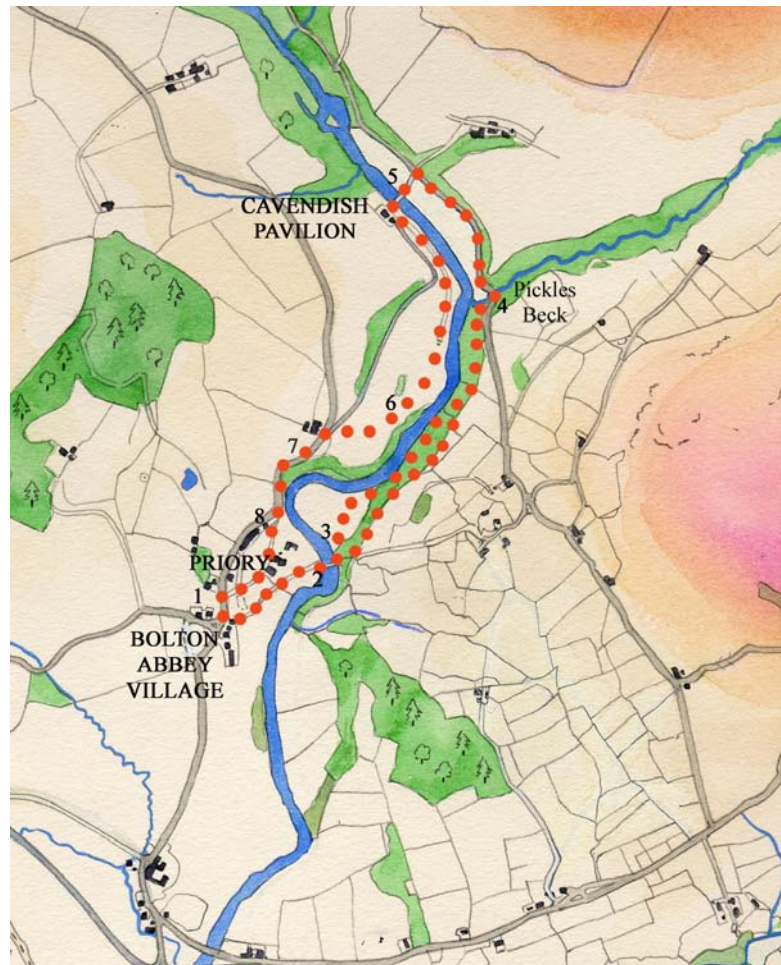 5
CAVENDISH
PAVILION
Pickles
Beck
4
6
7
8
3
PRIORY
2
1
BOLTON
ABBEY
VILLAGE